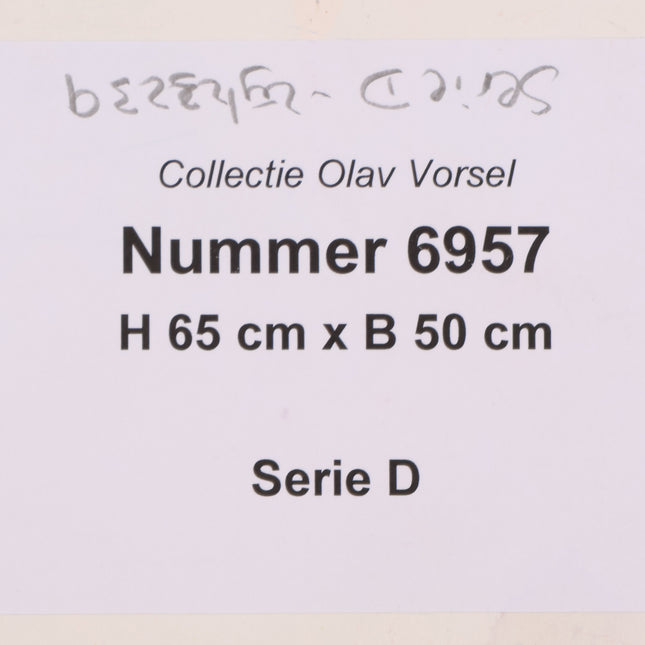 Collectie Olav Vorsel
Nummer 6957
H 65 cm x B 50 cm
Serie D